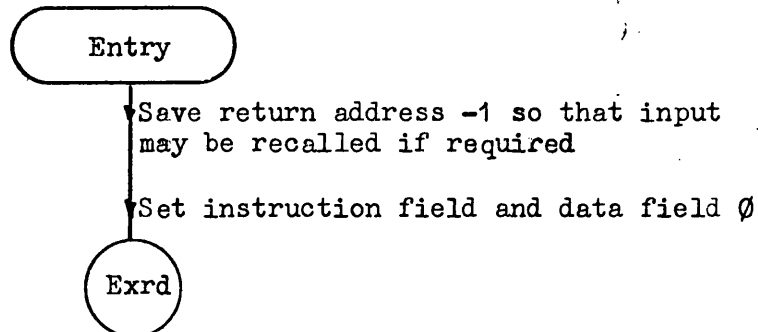 Entry
Save return address -1 so that input
may be recalled if required
Set instruction field and data field Ø
Exrd